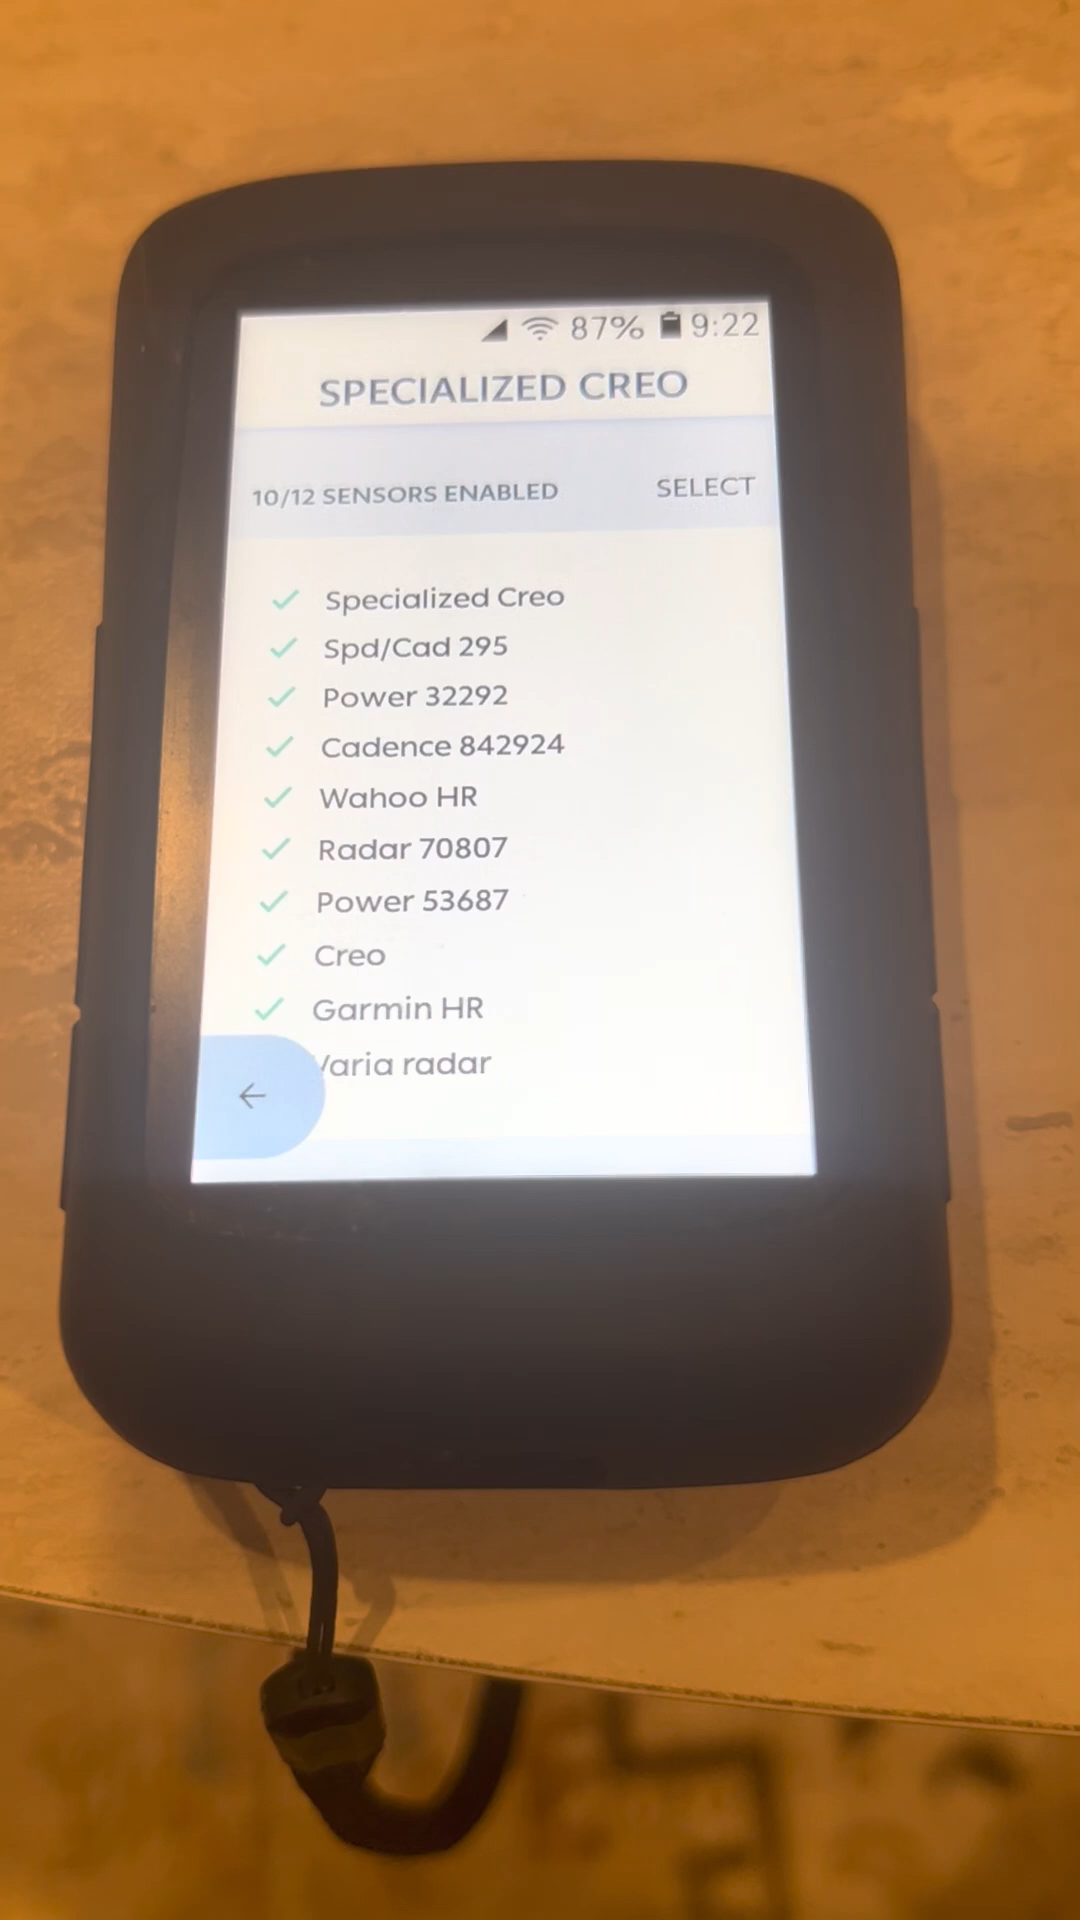 87% 9:22
SPECIALIZED CREO
10/12 SENSORS ENABLED SELECT
Specialized Creo
Spd/Cad 295
Power 32292
Cadence 842924
Wahoo HR
Radar 70807
Power 53687
Creo
Garmin HR
Varia radar